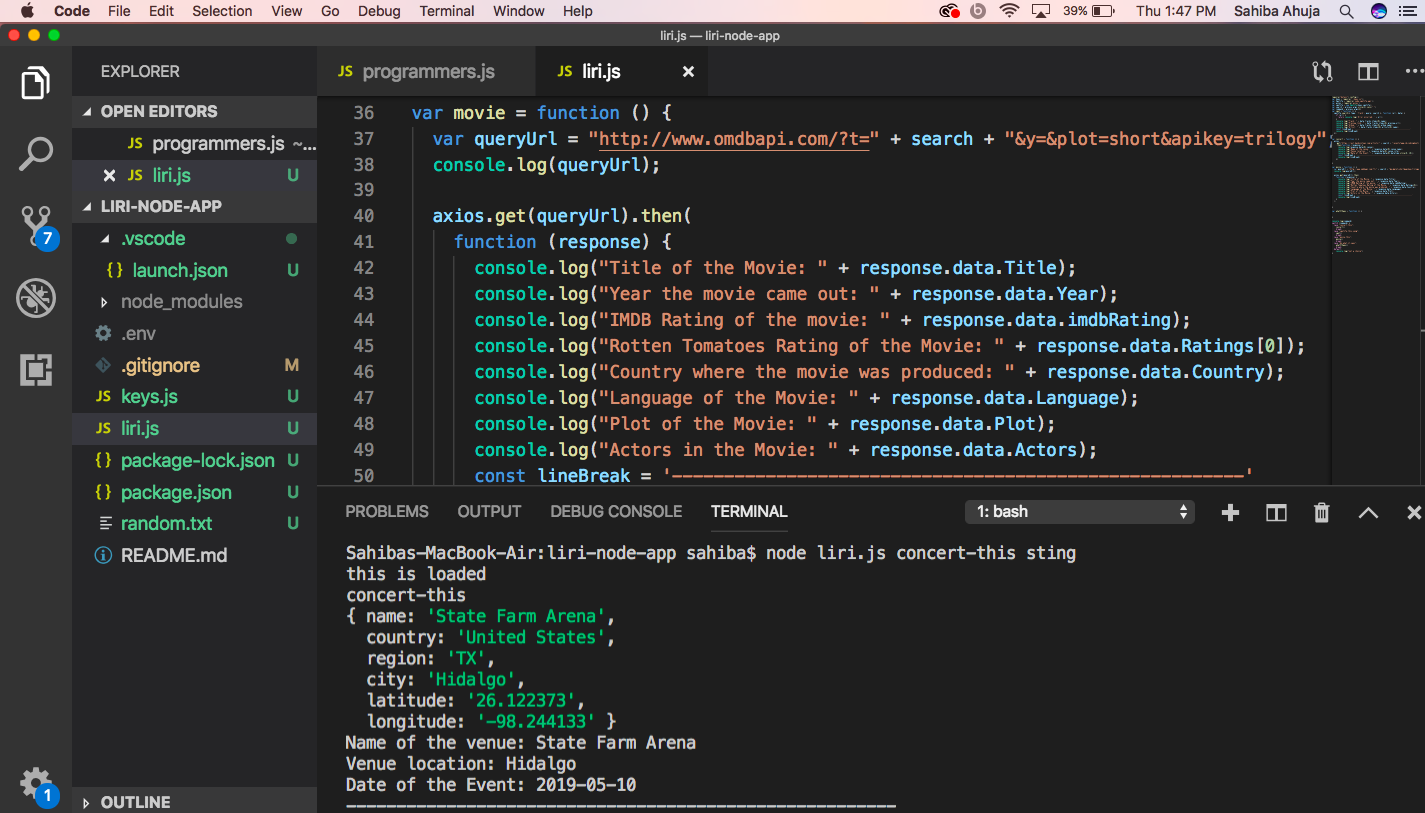 Code File Edit Selection View Go Debug Terminal Window Help 39% Thu 1:47 PM Sahiba Ahuja
liri.js — liri-node-app
EXPLORER
OPEN EDITORS
JS programmers.js ~...
JS liri.js U
LIRI-NODE-APP
.vscode
{} launch.json U
node_modules
.env
.gitignore M
JS keys.js U
JS liri.js U
{} package-lock.json U
{} package.json U
random.txt U
README.md
OUTLINE
7
1
JS programmers.js JS liri.js
36 var movie = function () {
37 var queryUrl = "http://www.omdbapi.com/?t=" + search + "&y=&plot=short&apikey=trilogy"
38 console.log(queryUrl);
39
40 axios.get(queryUrl).then(
41 function (response) {
42 console.log("Title of the Movie: " + response.data.Title);
43 console.log("Year the movie came out: " + response.data.Year);
44 console.log("IMDB Rating of the movie: " + response.data.imdbRating);
45 console.log("Rotten Tomatoes Rating of the Movie: " + response.data.Ratings[0]);
46 console.log("Country where the movie was produced: " + response.data.Country);
47 console.log("Language of the Movie: " + response.data.Language);
48 console.log("Plot of the Movie: " + response.data.Plot);
49 console.log("Actors in the Movie: " + response.data.Actors);
50 const lineBreak = '-------------------------------------------------------'
PROBLEMS OUTPUT DEBUG CONSOLE TERMINAL 1: bash
Sahibas-MacBook-Air:liri-node-app sahiba$ node liri.js concert-this sting
this is loaded
concert-this
{ name: 'State Farm Arena',
country: 'United States',
region: 'TX',
city: 'Hidalgo',
latitude: '26.122373',
longitude: '-98.244133' }
Name of the venue: State Farm Arena
Venue location: Hidalgo
Date of the Event: 2019-05-10
-------------------------------------------------------